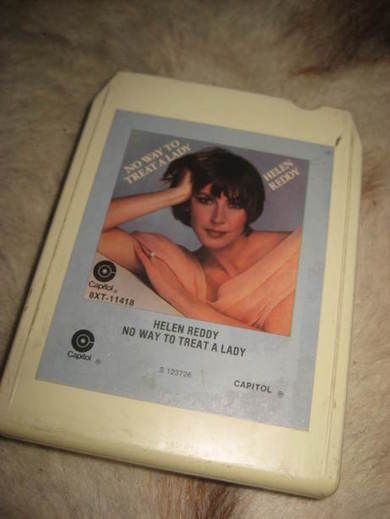 NO WAY TO
TREAT A LADY
HELEN
REDDY
Capitol®
8XT-11418
HELEN REDDY
NO WAY TO TREAT A LADY
Capitol ®
S 123726
CAPITOL ®